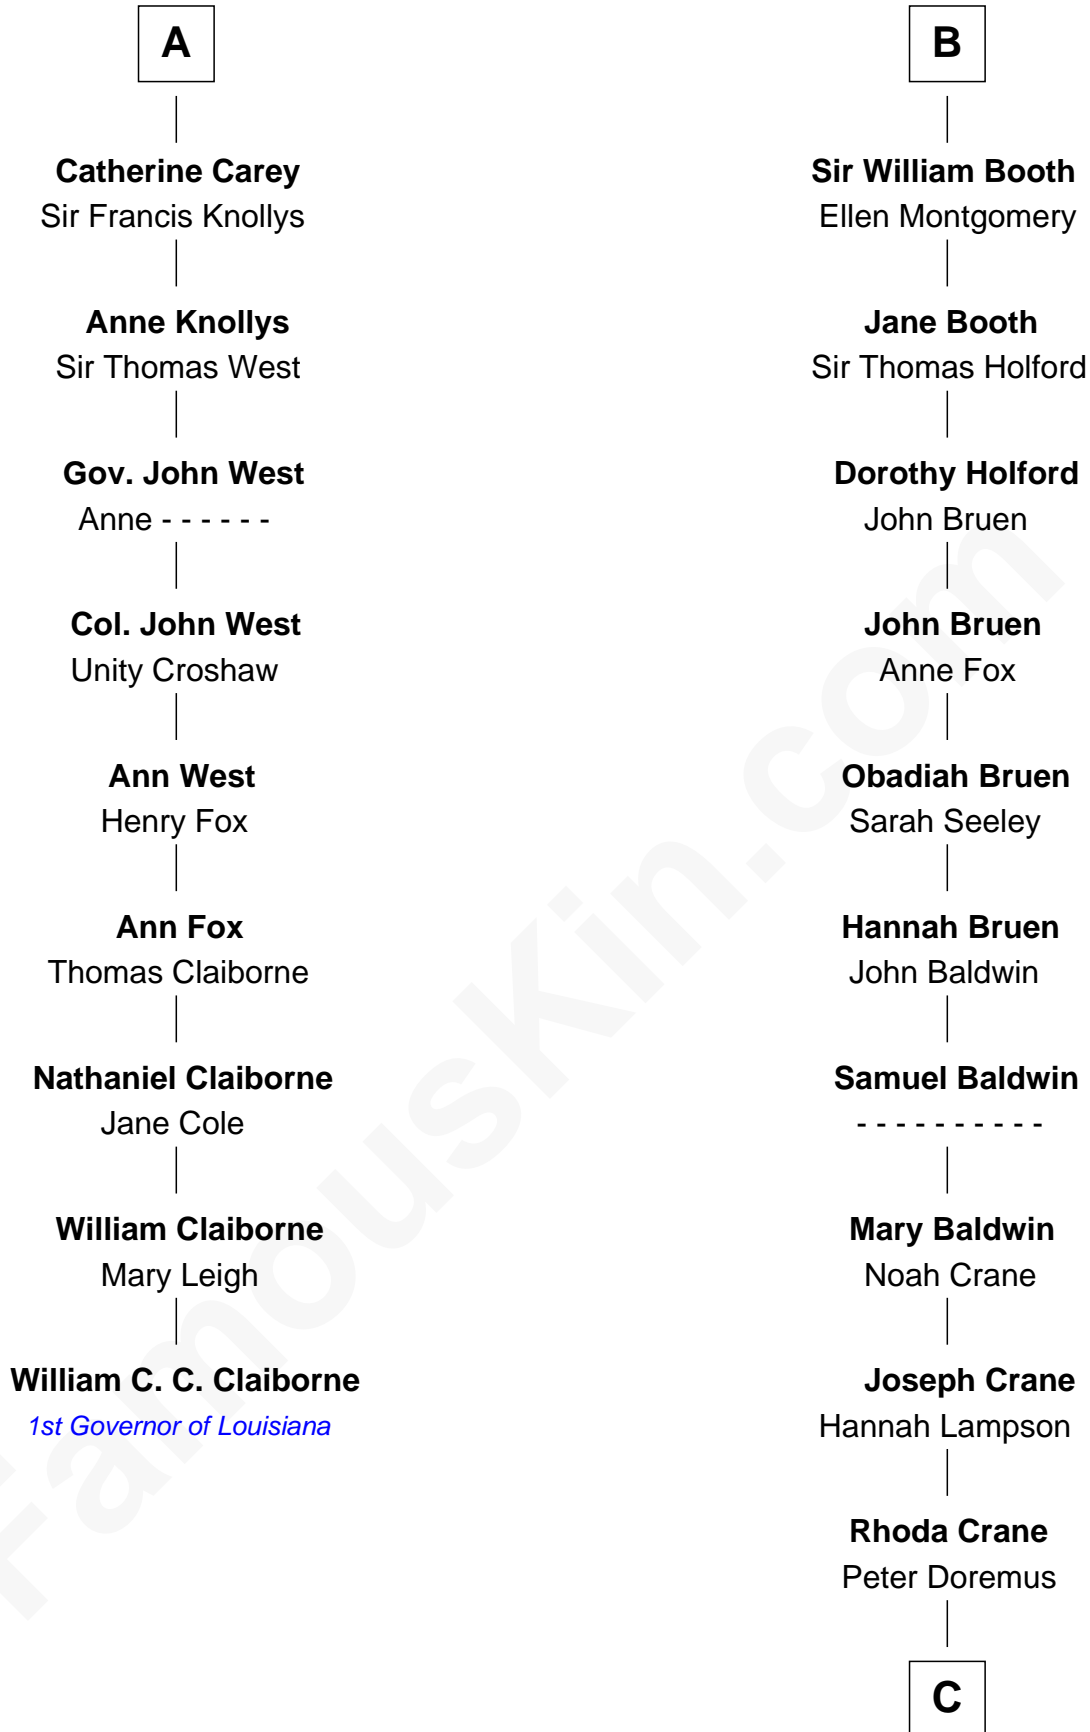 A
Catherine Carey
Sir Francis Knollys
Anne Knollys
Sir Thomas West
Gov. John West
Anne - - - - - -
Col. John West
Unity Croshaw
Ann West
Henry Fox
Ann Fox
Thomas Claiborne
Nathaniel Claiborne
Jane Cole
William Claiborne
Mary Leigh
William C. C. Claiborne
1st Governor of Louisiana
B
Sir William Booth
Ellen Montgomery
Jane Booth
Sir Thomas Holford
Dorothy Holford
John Bruen
John Bruen
Anne Fox
Obadiah Bruen
Sarah Seeley
Hannah Bruen
John Baldwin
Samuel Baldwin
- - - - - - - - - -
Mary Baldwin
Noah Crane
Joseph Crane
Hannah Lampson
Rhoda Crane
Peter Doremus
C
FamousKin.com